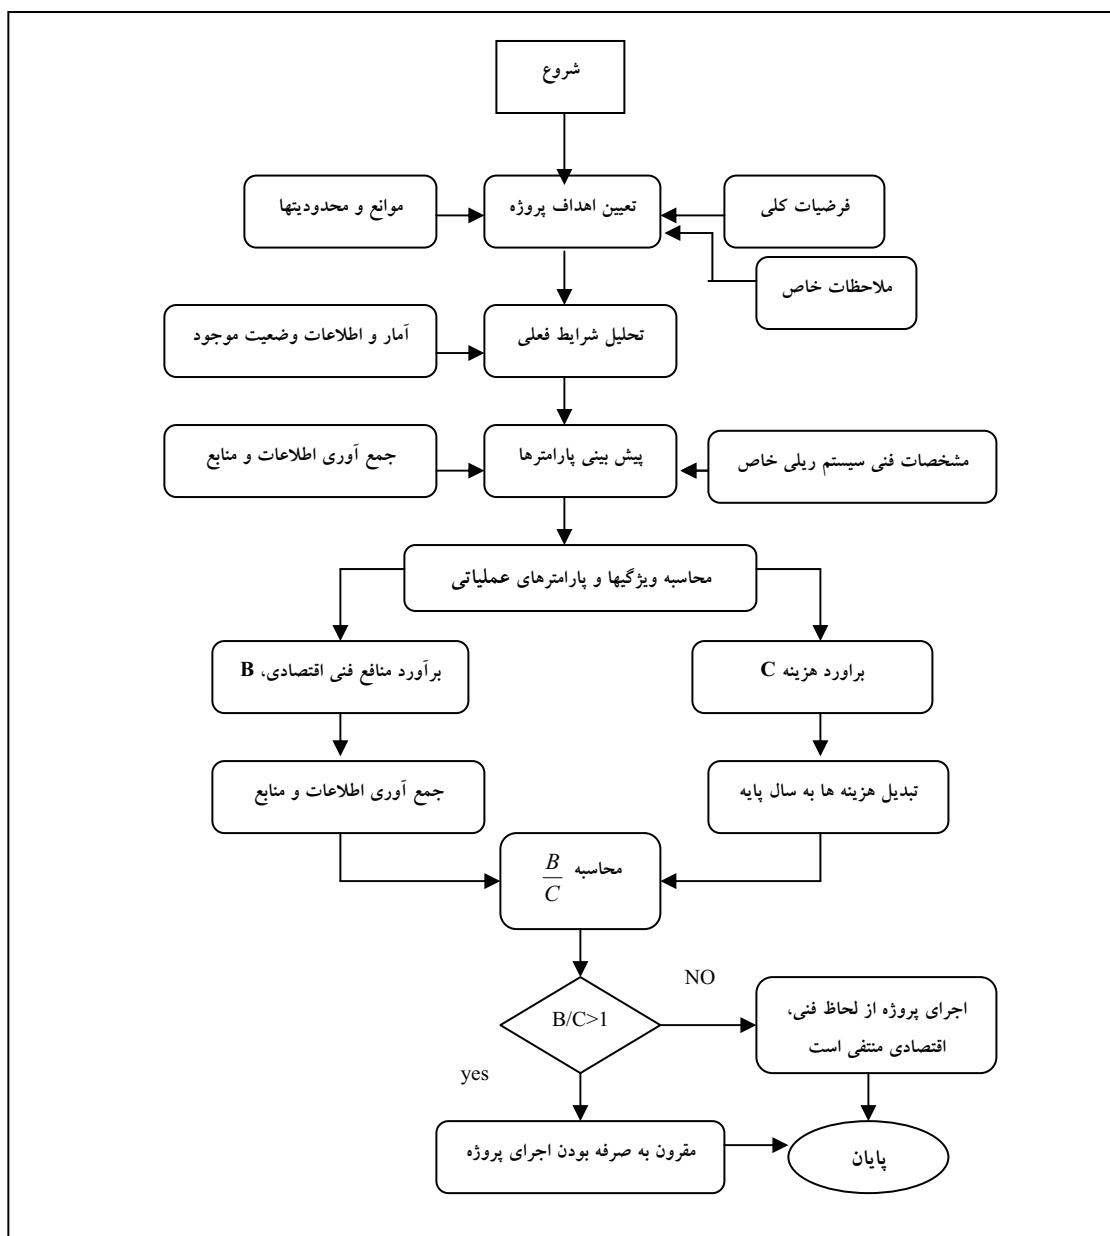 شروع
موانع و محدودیتها
تعیین اهداف پروژه
فرضیات کلی
ملاحظات خاص
آمار و اطلاعات وضعیت موجود
تحلیل شرایط فعلی
جمع آوری اطلاعات و منابع
پیش بینی پارامترها
مشخصات فنی سیستم ریلی خاص
محاسبه ویژگیها و پارامترهای عملیاتی
برآورد منافع فنی اقتصادی، B
براورد هزینه C
جمع آوری اطلاعات و منابع
تبدیل هزینه ها به سال پایه
محاسبه B/C
NO
B/C>1
اجرای پروژه از لحاظ فنی،
اقتصادی منتفی است
yes
مقرون به صرفه بودن اجرای پروژه
پایان